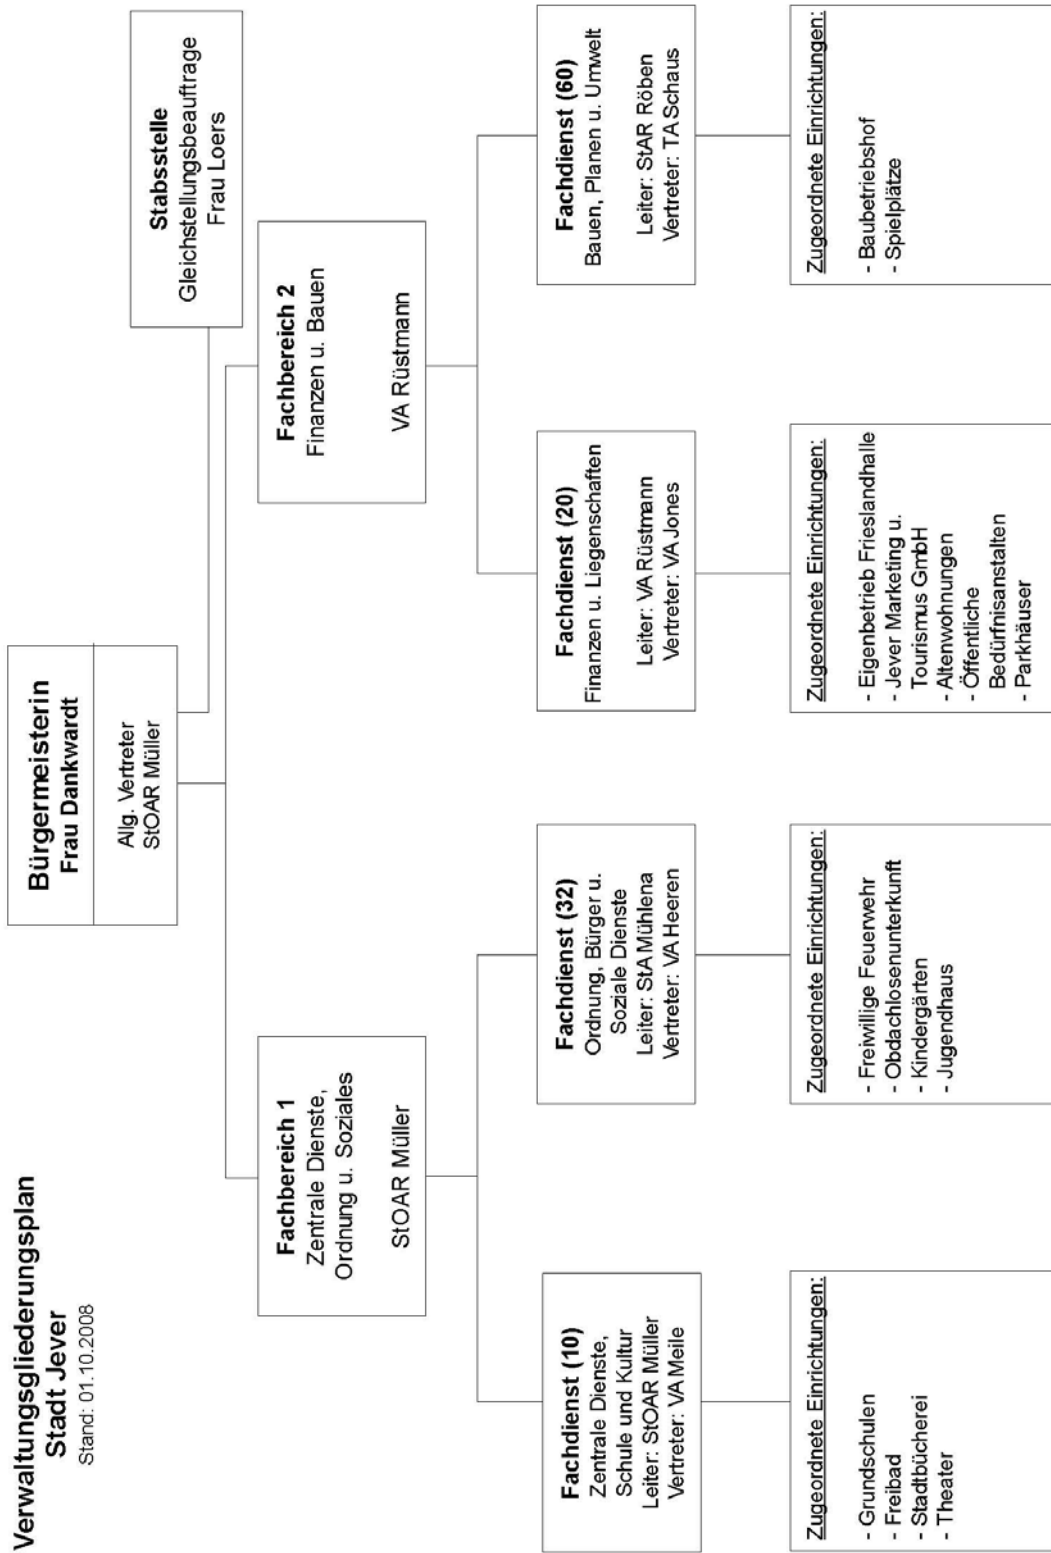 Verwaltungsgliederungsplan
Stadt Jever
Stand: 01.10.2008
Bürgermeisterin
Frau Dankwardt
Allg. Vertreter
StOAR Müller
Stabsstelle
Gleichstellungsbeauftrage
Frau Loers
Fachbereich 1
Zentrale Dienste,
Ordnung u. Soziales
StOAR Müller
Fachbereich 2
Finanzen u. Bauen
VA Rüstmann
Fachdienst (10)
Zentrale Dienste,
Schule und Kultur
Leiter: StOAR Müller
Vertreter: VA Meile
Fachdienst (32)
Ordnung, Bürger u.
Soziale Dienste
Leiter: StA Mühlena
Vertreter: VA Heeren
Fachdienst (20)
Finanzen u. Liegenschaften
Leiter: VA Rüstmann
Vertreter: VA Jones
Fachdienst (60)
Bauen, Planen u. Umwelt
Leiter: StAR Röben
Vertreter: TA Schaus
Zugeordnete Einrichtungen:
- Grundschulen
- Freibad
- Stadtbücherei
- Theater
Zugeordnete Einrichtungen:
- Freiwillige Feuerwehr
- Obdachlosenunterkunft
- Kindergärten
- Jugendhaus
Zugeordnete Einrichtungen:
- Eigenbetrieb Frieslandhalle
- Jever Marketing u.
Tourismus GmbH
- Altenwohnungen
- Öffentliche
Bedürfnisanstalten
- Parkhäuser
Zugeordnete Einrichtungen:
- Baubetriebshof
- Spielplätze